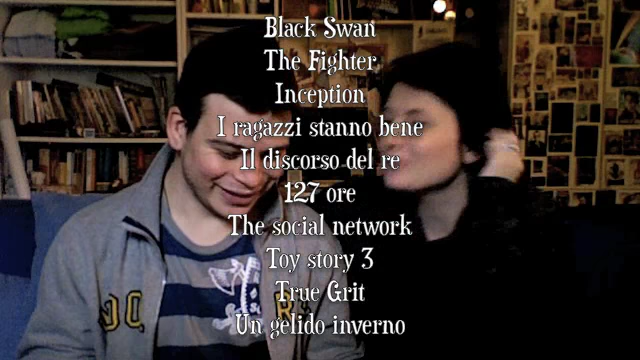 Black Swan
The Fighter
Inception
I ragazzi stanno bene
Il discorso del re
127 ore
The social network
Toy story 3
True Grit
Un gelido inverno